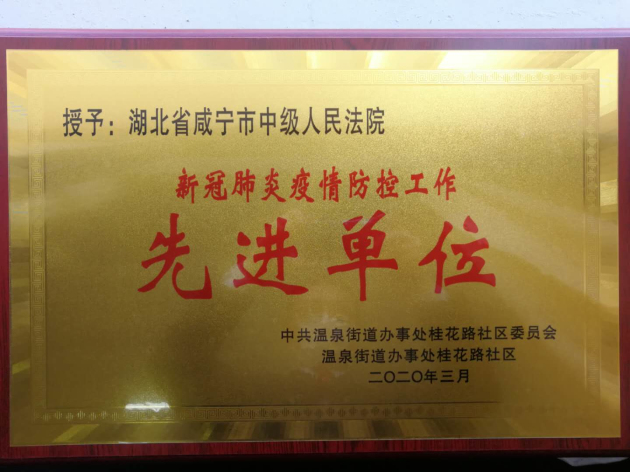 授予：湖北省咸宁市中级人民法院
新冠肺炎疫情防控工作
先进单位
中共温泉街道办事处桂花路社区委员会
温泉街道办事处桂花路社区
二〇二〇年三月